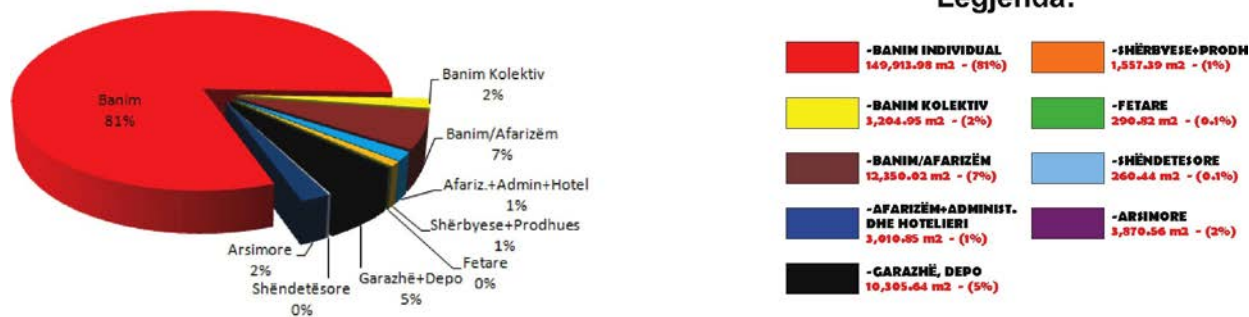 Banim
81%
Banim Kolektiv
2%
Banim/Afarizëm
7%
Afariz.+Admin+Hotel
1%
Shërbyese+Prodhues
1%
Fetare
0%
Garazhë+Depo
5%
Shëndetësore
0%
Arsimore
2%
Legjenda:
-BANIM INDIVIDUAL
149,913.98 m2 - (81%)
-BANIM KOLEKTIV
3,204.95 m2 - (2%)
-BANIM/AFARIZËM
12,350.02 m2 - (7%)
-AFARIZËM+ADMINIST.
DHE HOTELIERI
3,010.85 m2 - (1%)
-GARAZHË, DEPO
10,305.64 m2 - (5%)
-SHËRBYESE+PRODH
1,557.39 m2 - (1%)
-FETARE
290.82 m2 - (0.1%)
-SHËNDETESORE
260.44 m2 - (0.1%)
-ARSIMORE
3,870.56 m2 - (2%)